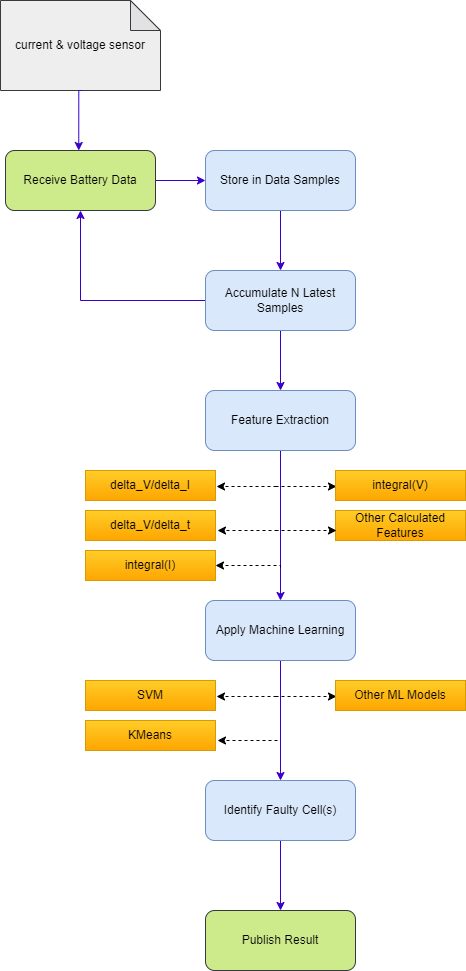 current & voltage sensor
Receive Battery Data
Store in Data Samples
Accumulate N Latest
Samples
Feature Extraction
delta_V/delta_I
integral(V)
delta_V/delta_t
Other Calculated
Features
integral(I)
Apply Machine Learning
SVM
Other ML Models
KMeans
Identify Faulty Cell(s)
Publish Result